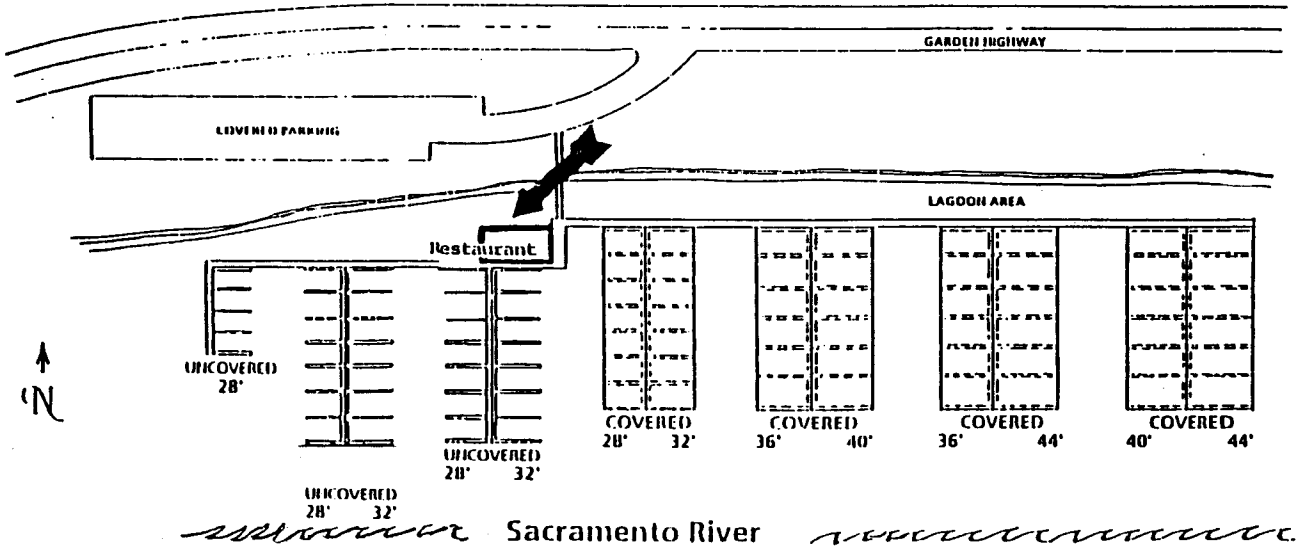 GARDEN HIGHWAY
COVERED PARKING
LAGOON AREA
Restaurant
N
UNCOVERED
28'
UNCOVERED
28' 32'
UNCOVERED
28' 32'
COVERED
28' 32'
COVERED
36' 40'
COVERED
36' 44'
COVERED
40' 44'
Sacramento River